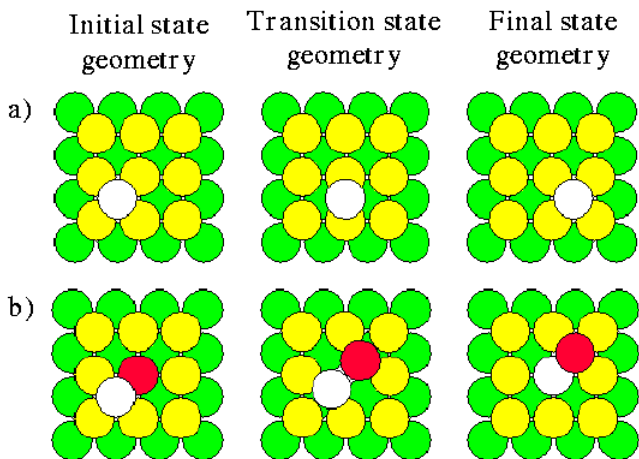 Initial state Transition state Final state
geometry geometry geometry
a)
b)